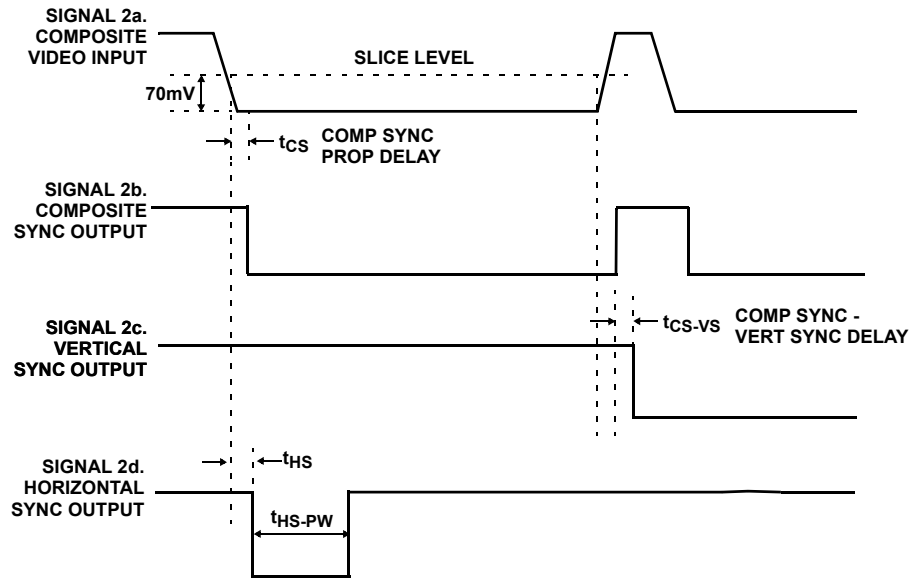 SIGNAL 2a.
COMPOSITE
VIDEO INPUT
SLICE LEVEL
70mV
tCS
COMP SYNC
PROP DELAY
SIGNAL 2b.
COMPOSITE
SYNC OUTPUT
SIGNAL 2c.
VERTICAL
SYNC OUTPUT
tCS-VS
COMP SYNC -
VERT SYNC DELAY
SIGNAL 2d.
HORIZONTAL
SYNC OUTPUT
tHS
tHS-PW